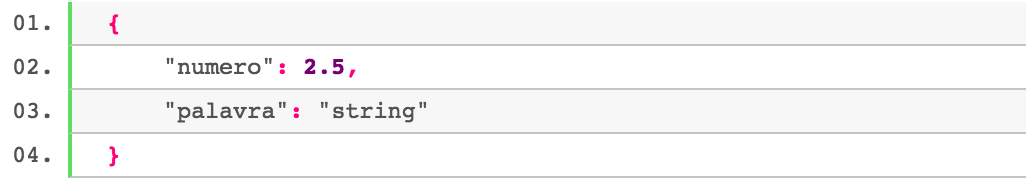 01. {
02. "numero": 2.5,
03. "palavra": "string"
04. }